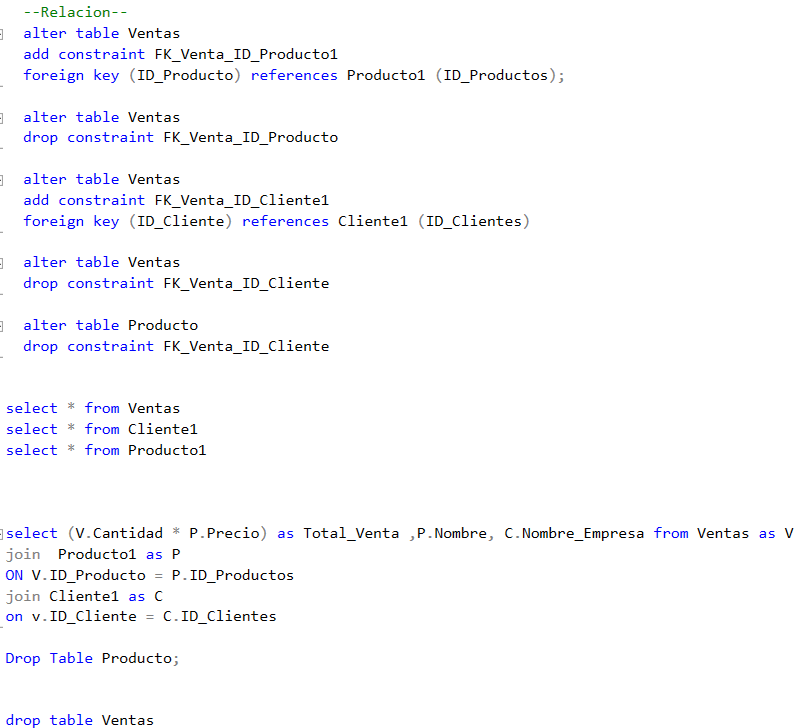 --Relacion--
alter table Ventas
add constraint FK_Venta_ID_Producto1
foreign key (ID_Producto) references Producto1 (ID_Productos);
alter table Ventas
drop constraint FK_Venta_ID_Producto
alter table Ventas
add constraint FK_Venta_ID_Cliente1
foreign key (ID_Cliente) references Cliente1 (ID_Clientes)
alter table Ventas
drop constraint FK_Venta_ID_Cliente
alter table Producto
drop constraint FK_Venta_ID_Cliente
select * from Ventas
select * from Cliente1
select * from Producto1
select (V.Cantidad * P.Precio) as Total_Venta ,P.Nombre, C.Nombre_Empresa from Ventas as V
join  Producto1 as P
ON V.ID_Producto = P.ID_Productos
join Cliente1 as C
on v.ID_Cliente = C.ID_Clientes
Drop Table Producto;
drop table Ventas